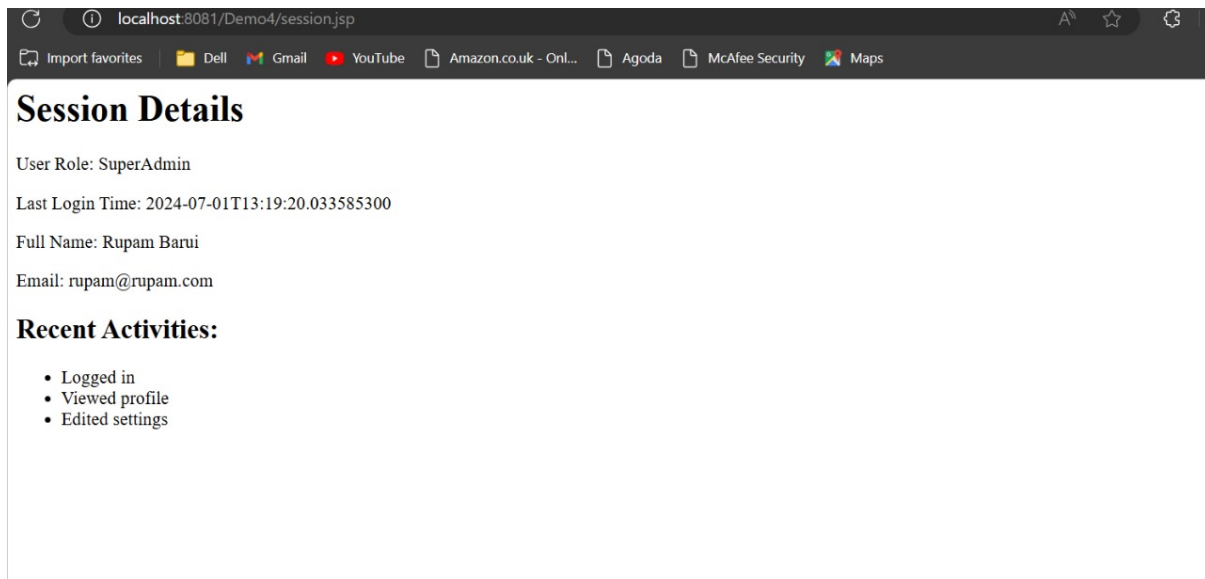 localhost:8081/Demo4/session.jsp
Import favorites Dell Gmail YouTube Amazon.co.uk - Onl... Agoda McAfee Security Maps
Session Details
User Role: SuperAdmin
Last Login Time: 2024-07-01T13:19:20.033585300
Full Name: Rupam Barui
Email: rupam@rupam.com
Recent Activities:
• Logged in
• Viewed profile
• Edited settings